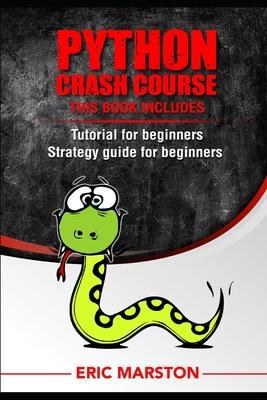 PYTHON
CRASH COURSE
THIS BOOK INCLUDES
Tutorial for beginners
Strategy guide for beginners
ERIC MARSTON